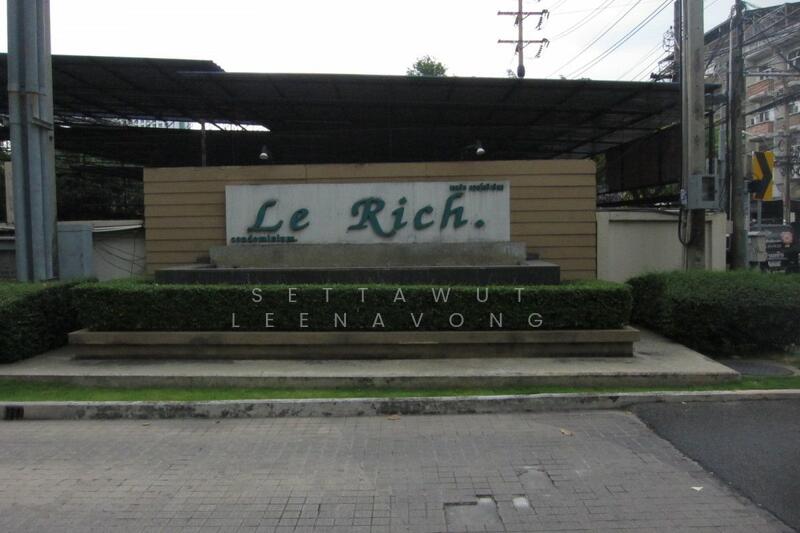 Le Rich.
condominium.
SETTAWUT
LEENAVONG